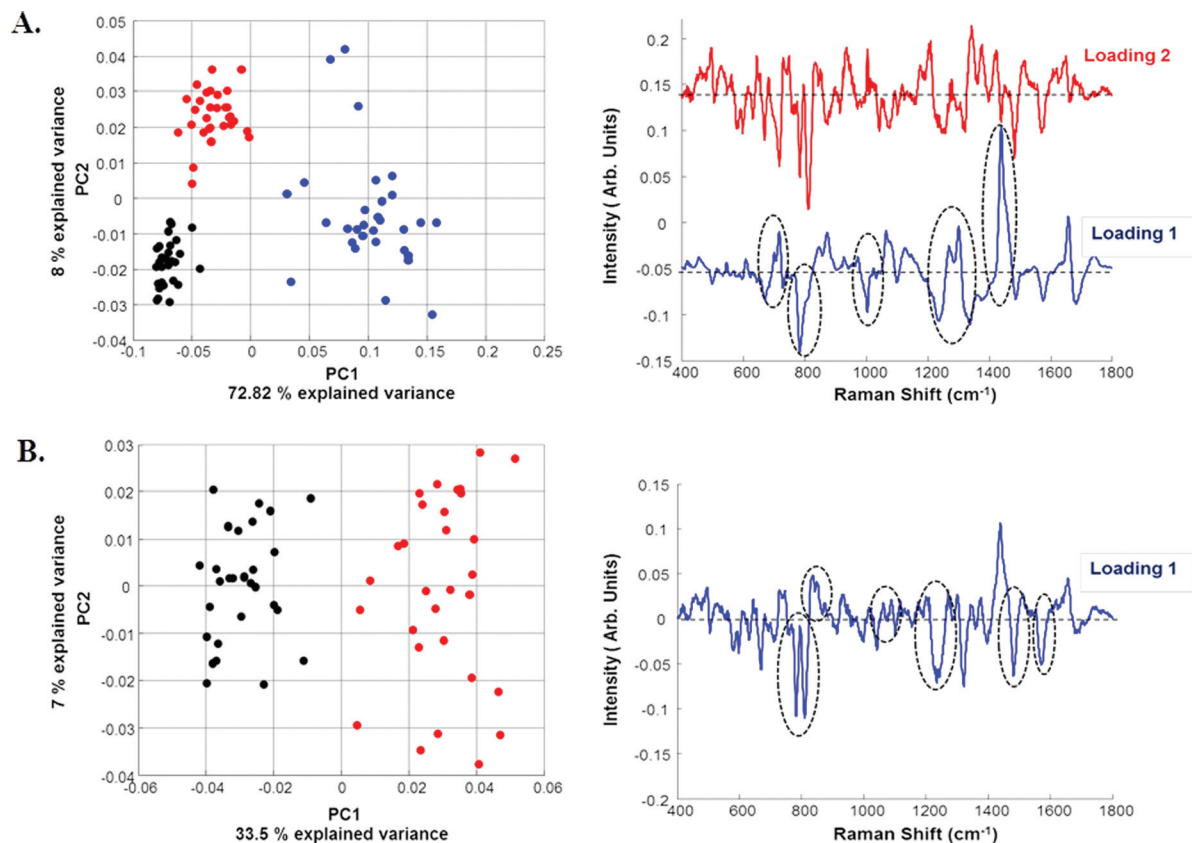 A.
0.05
0.04
0.03
0.02
0.01
0
-0.01
-0.02
-0.03
0.04
-0.1 -0.05 0 0.05 0.1 0.15 0.2 0.25
8 % explained variance
PC2
PC1
72.82 % explained variance
0.2
0.15
0.1
0.05
0
-0.05
-0.1
-0.15
400 600 800 1000 1200 1400 1600 1800
Intensity ( Arb. Units)
Loading 2
Loading 1
Raman Shift (cm-1)
B.
0.03
0.02
0.01
0
-0.01
-0.02
-0.03
-0.04
-0.06 -0.04 -0.02 0 0.02 0.04 0.06
7 % explained variance
PC2
PC1
33.5 % explained variance
0.15
0.1
0.05
0
-0.05
-0.1
-0.15
-0.2
400 600 800 1000 1200 1400 1600 1800
Intensity ( Arb. Units)
Loading 1
Raman Shift (cm-1)